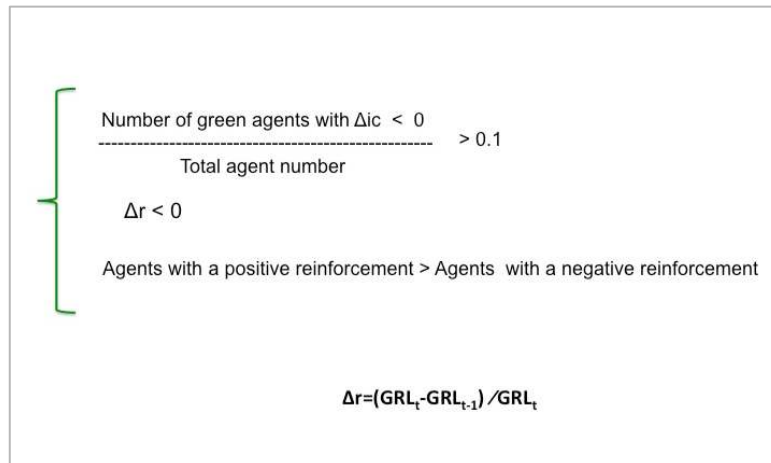 Number of green agents with Δic < 0
----------------------------------------------------- > 0.1
Total agent number
Δr < 0
Agents with a positive reinforcement > Agents with a negative reinforcement
Δr=(GRLt-GRLt-1) /GRLt